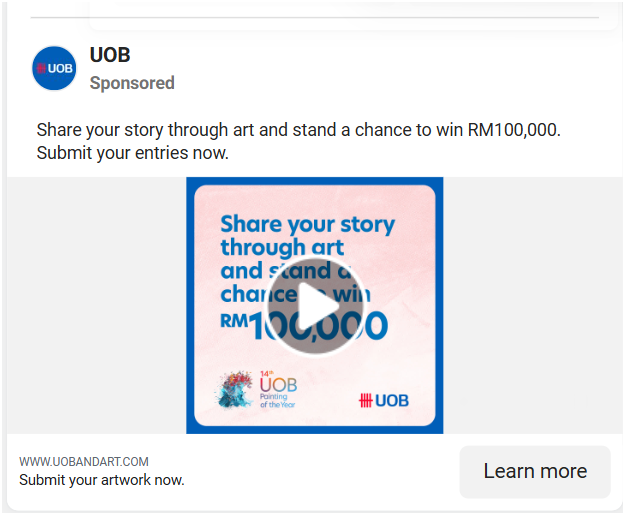 UOB
UOB
Sponsored
Share your story through art and stand a chance to win RM100,000.
Submit your entries now.
Share your story
through art
and stand a
chance to win
RM100,000
14th
UOB
Painting
of the Year
UOB
WWW.UOBANDART.COM
Submit your artwork now.
Learn more